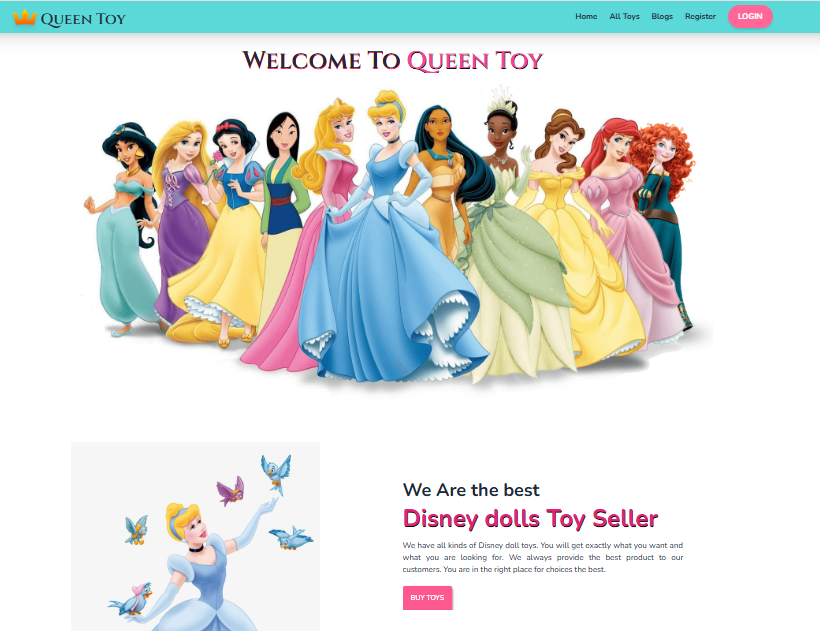 Queen Toy
Home All Toys Blogs Register LOGIN
Welcome To Queen Toy
We Are the best
Disney dolls Toy Seller
We have all kinds of Disney doll toys. You will get exactly what you want and
what you are looking for. We always provide the best product to our
customers. You are in the right place for choices the best.
BUY TOYS